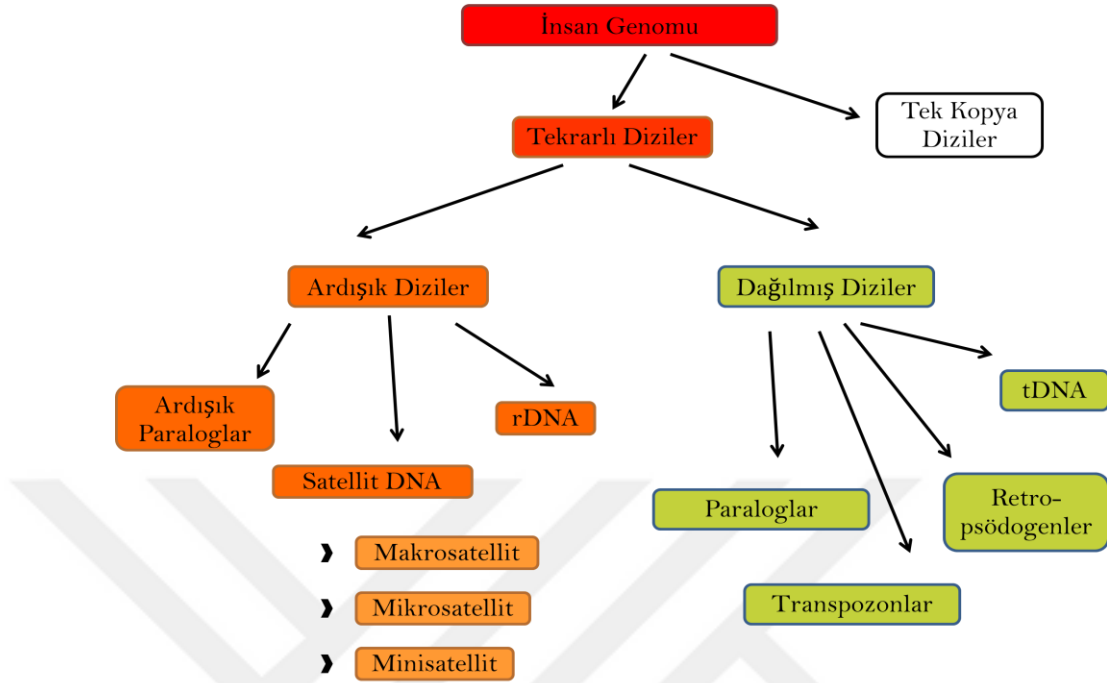 İnsan Genomu
Tek Kopya
Diziler
Tekrarlı Diziler
Ardışık Diziler
Dağılmış Diziler
tDNA
Ardışık
Paraloglar
rDNA
Satellit DNA
Paraloglar
Retro-
psödogenler
Makrosatellit
Mikrosatellit
Transpozonlar
Minisatellit